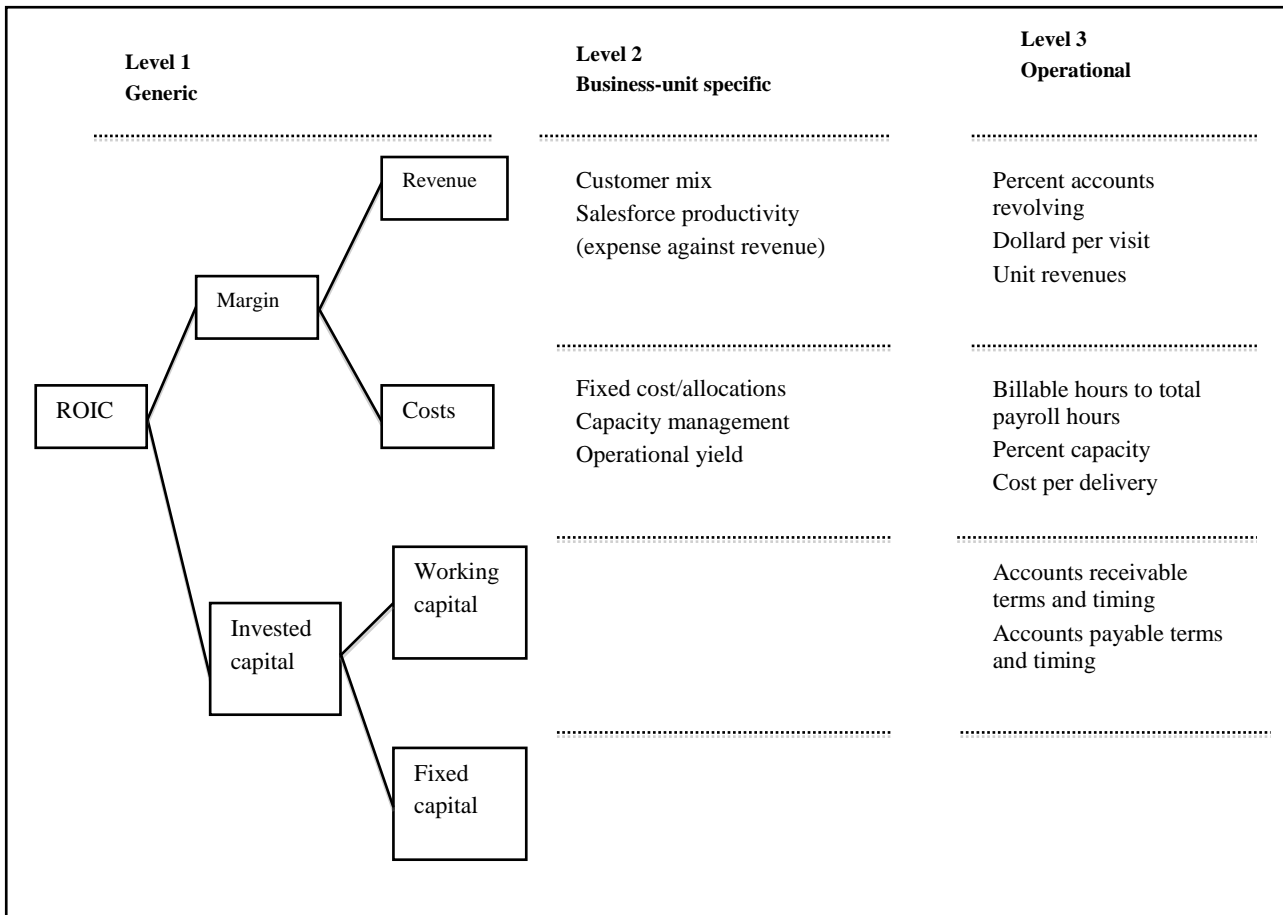 Level 1
Generic
Level 2
Business-unit specific
Level 3
Operational
Revenue
Customer mix
Salesforce productivity
(expense against revenue)
Percent accounts
revolving
Dollard per visit
Unit revenues
Margin
ROIC
Costs
Fixed cost/allocations
Capacity management
Operational yield
Billable hours to total
payroll hours
Percent capacity
Cost per delivery
Invested
capital
Working
capital
Accounts receivable
terms and timing
Accounts payable terms
and timing
Fixed
capital